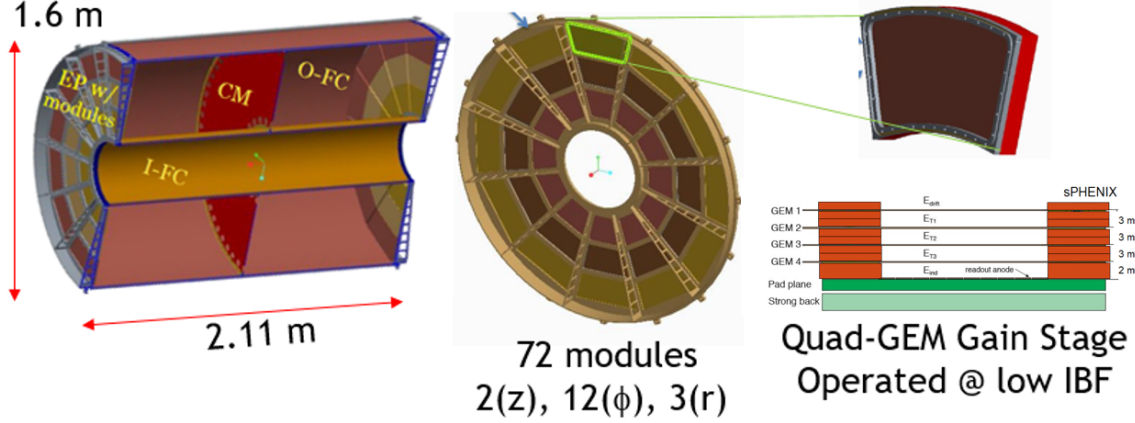 1.6 m
EP w/
modules
CM
O-FC
I-FC
2.11 m
72 modules
2(z), 12(ϕ), 3(r)
sPHENIX
GEM 1
E_drift
3 m
GEM 2
E_T1
3 m
GEM 3
E_T2
3 m
GEM 4
E_T3
2 m
E_ind
readout anode
Pad plane
Strong back
Quad-GEM Gain Stage
Operated @ low IBF